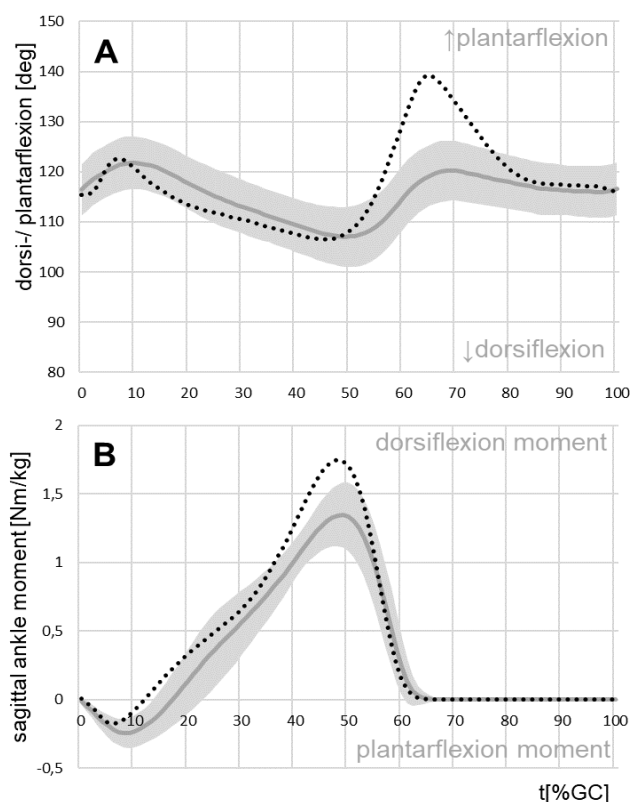 150
140
130
120
110
100
90
80
dorsi-/ plantarflexion [deg]
A
↑plantarflexion
↓dorsiflexion
0 10 20 30 40 50 60 70 80 90 100
2
1,5
1
0,5
0
-0,5
sagittal ankle moment [Nm/kg]
B
dorsiflexion moment
0 10 20 30 40 50 60 70 80 90 100
plantarflexion moment
t[%GC]